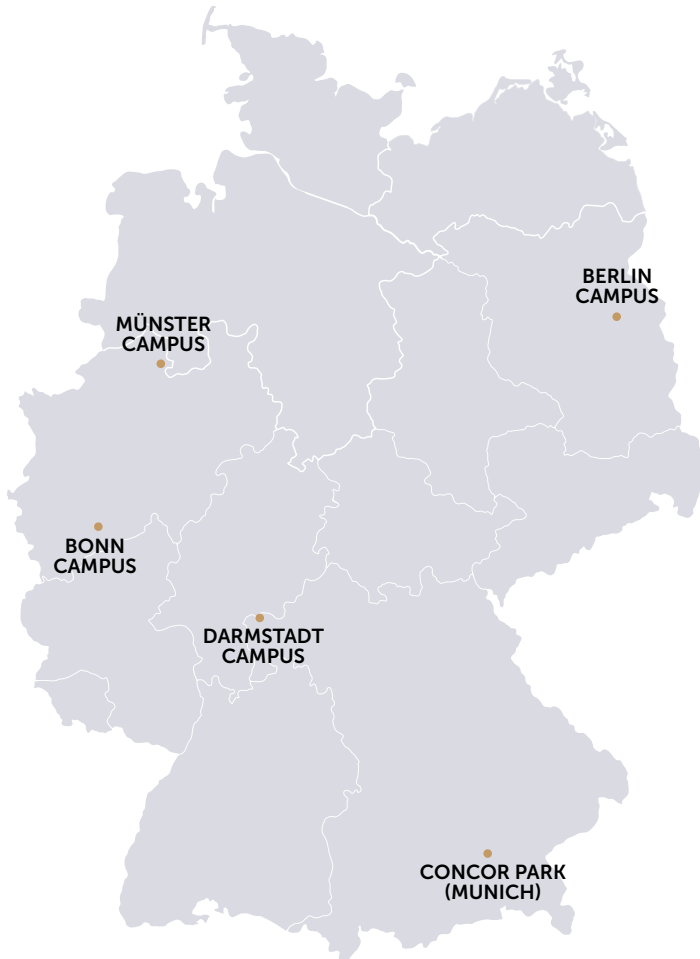 BERLIN
CAMPUS
MÜNSTER
CAMPUS
BONN
CAMPUS
DARMSTADT
CAMPUS
CONCOR PARK
(MUNICH)